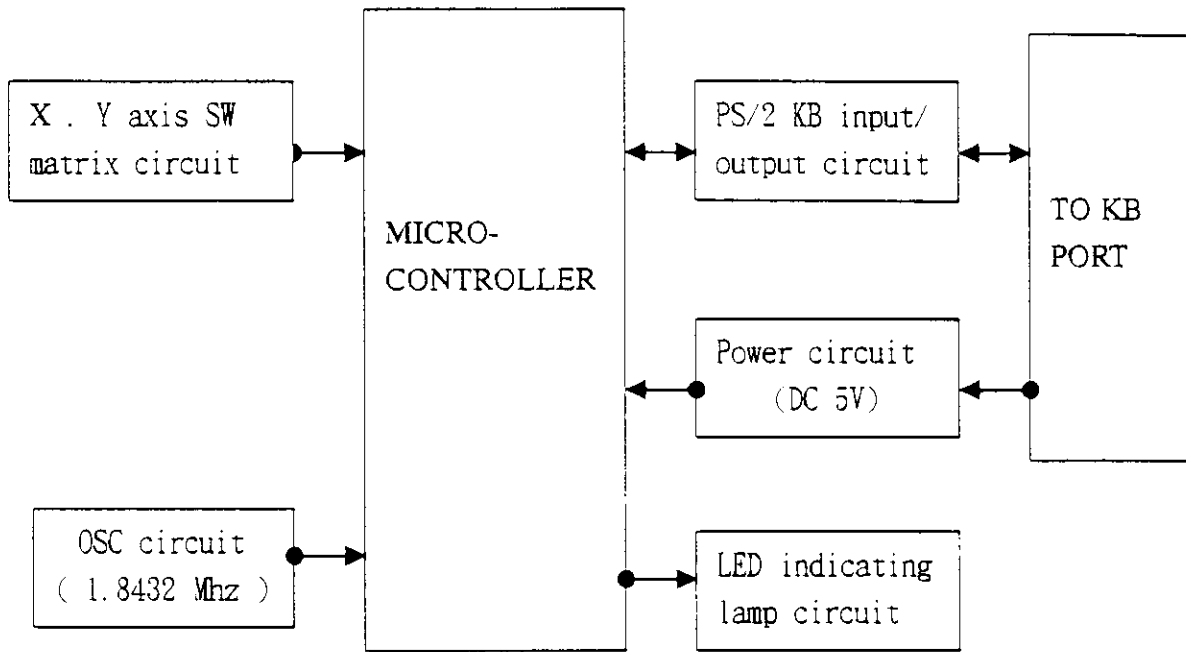 X . Y axis SW
matrix circuit
MICRO-
CONTROLLER
PS/2 KB input/
output circuit
TO KB
PORT
Power circuit
(DC 5V)
OSC circuit
( 1.8432 Mhz )
LED indicating
lamp circuit